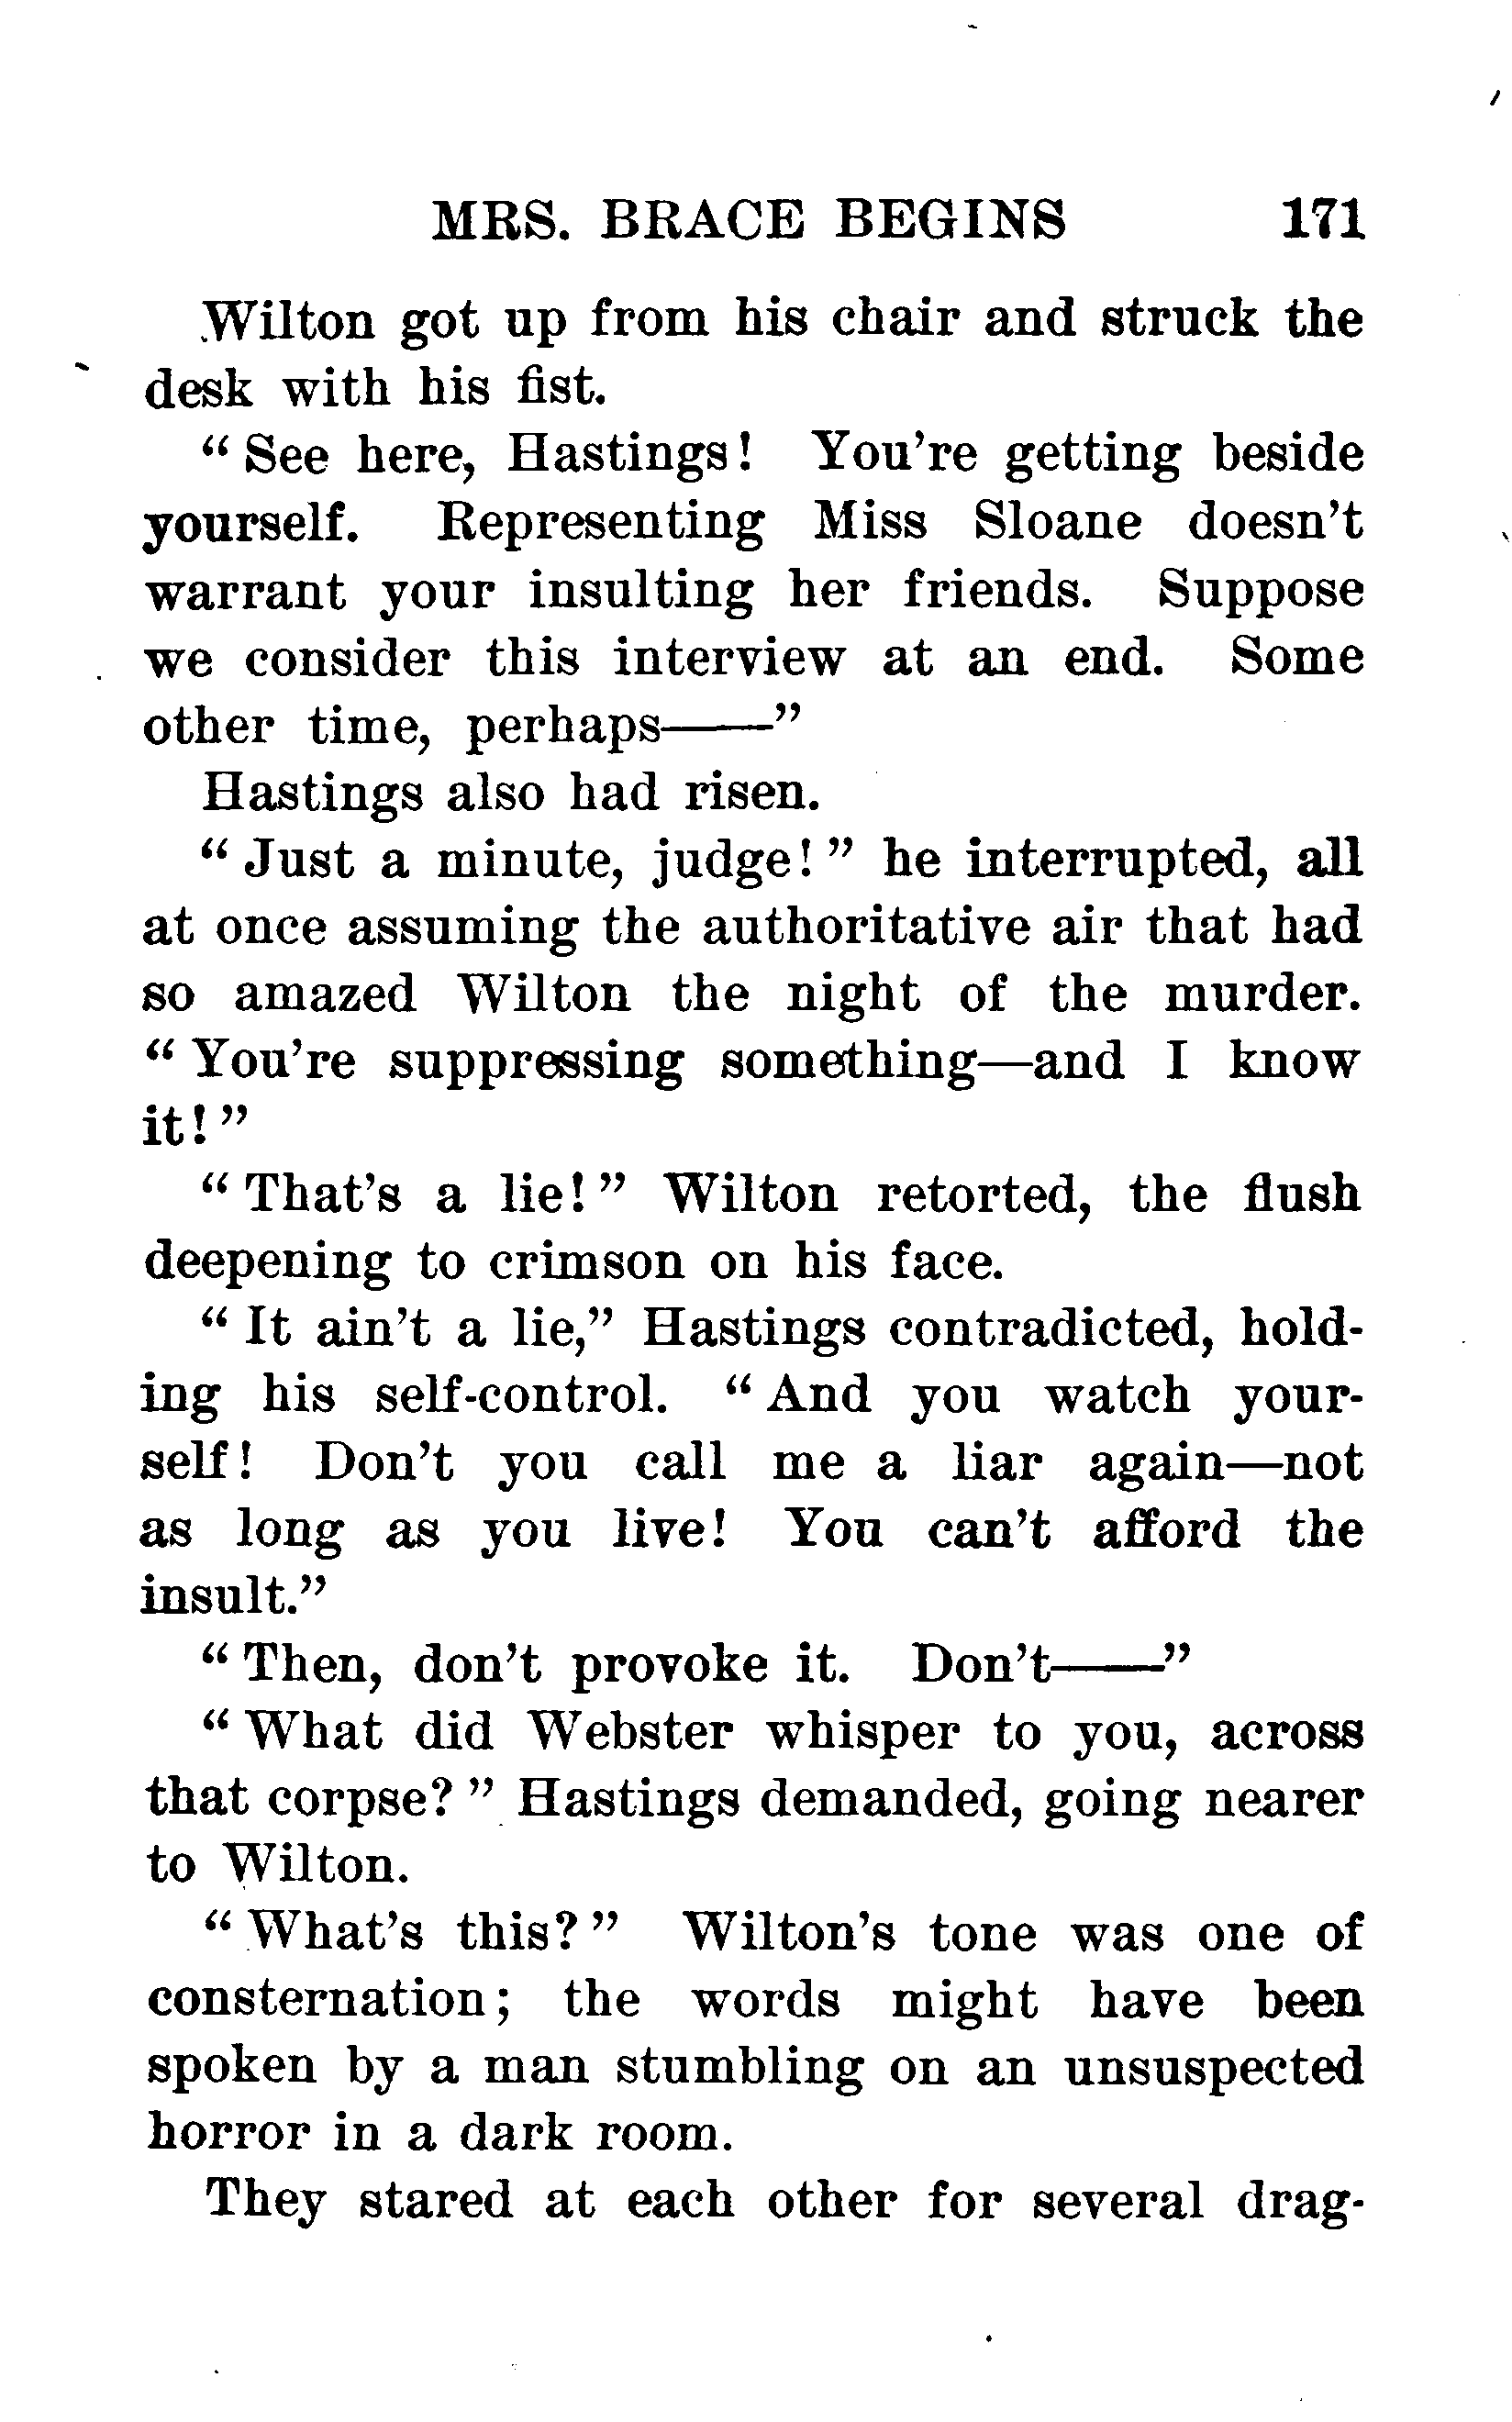 MRS. BRACE BEGINS 171
Wilton got up from his chair and struck the
desk with his fist.
“ See here, Hastings! You're getting beside
yourself. Representing Miss Sloane doesn't
warrant your insulting her friends. Suppose
we consider this interview at an end. Some
other time, perhaps——”
Hastings also had risen.
“ Just a minute, judge! ” he interrupted, all
at once assuming the authoritative air that had
so amazed Wilton the night of the murder.
“ You're suppressing something—and I know
it! ”
“ That's a lie! ” Wilton retorted, the flush
deepening to crimson on his face.
“ It ain't a lie,” Hastings contradicted, hold-
ing his self-control. “ And you watch your-
self! Don't you call me a liar again—not
as long as you live! You can't afford the
insult.”
“ Then, don't provoke it. Don't——”
“ What did Webster whisper to you, across
that corpse? ” Hastings demanded, going nearer
to Wilton.
“ What's this? ” Wilton's tone was one of
consternation; the words might have been
spoken by a man stumbling on an unsuspected
horror in a dark room.
They stared at each other for several drag-